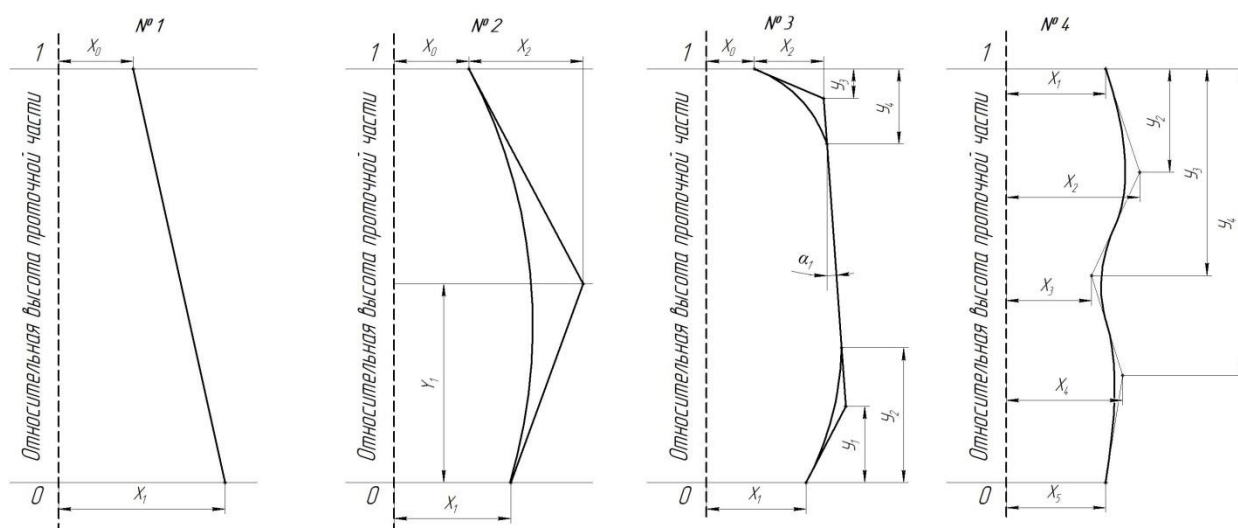 № 1
1
X₀
Относительная высота проточной части
0
X₁
№ 2
1
X₀
X₂
Относительная высота проточной части
Y₁
0
X₁
№ 3
1
X₀
X₂
y₃
y₄
Относительная высота проточной части
α₁
y₂
y₁
0
X₁
№ 4
1
X₁
y₂
y₃
y₄
X₂
Относительная высота проточной части
X₃
X₄
0
X₅